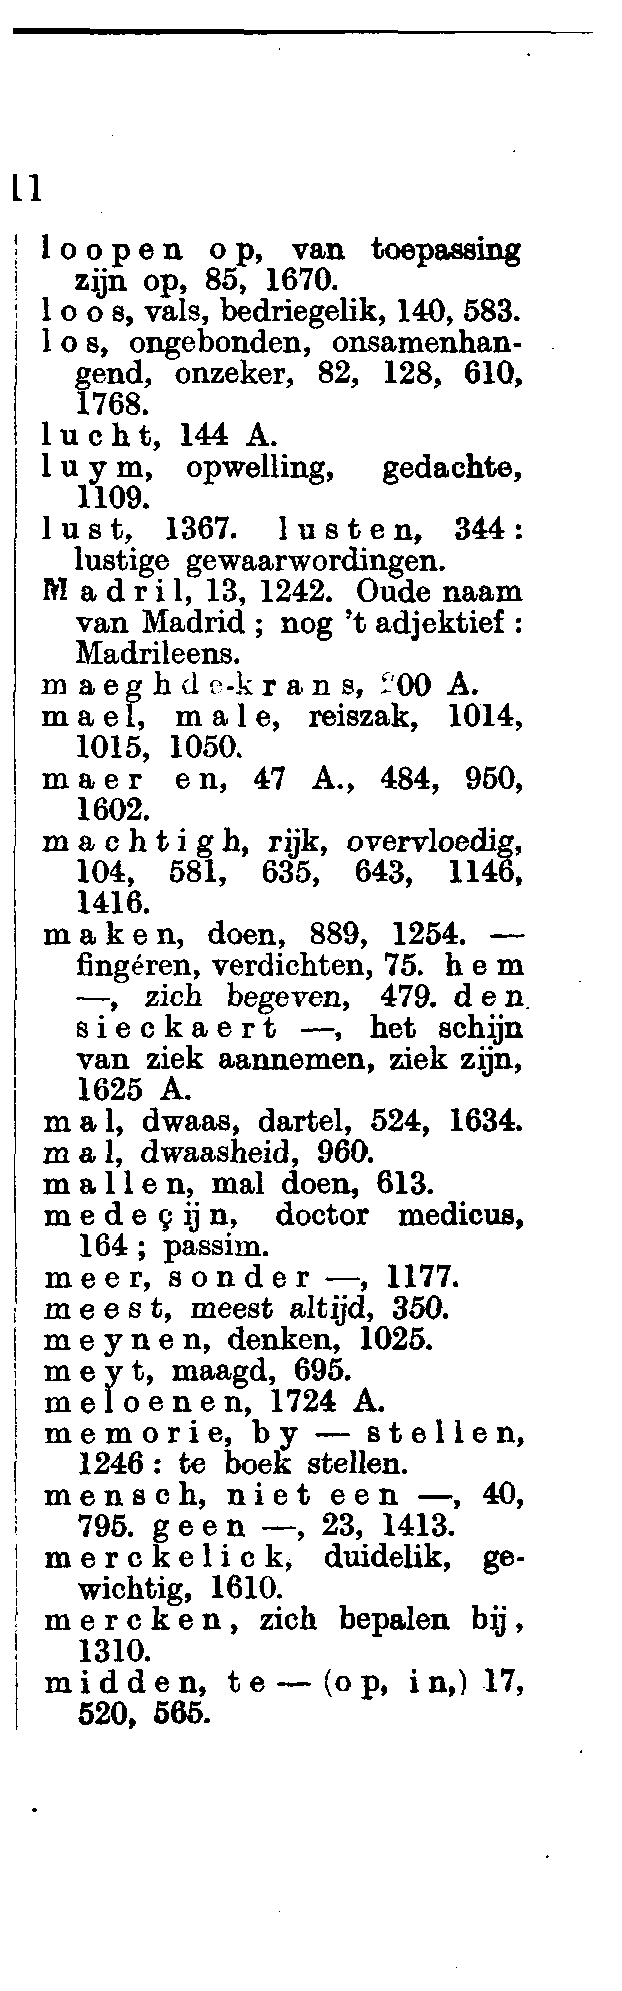 11
loopen op, van toepassing
zijn op, 85, 1670.
loos, vals, bedriegelik, 140, 583.
los, ongebonden, onsamenhan-
gend, onzeker, 82, 128, 610,
1768.
lucht, 144 A.
luym, opwelling, gedachte,
1109.
lust, 1367. lusten, 344:
lustige gewaarwordingen.
Madril, 13, 1242. Oude naam
van Madrid; nog 't adjektief:
Madrileens.
maeghde-krans, 200 A.
mael, male, reiszak, 1014,
1015, 1050.
maer en, 47 A., 484, 950,
1602.
machtigh, rijk, overvloedig,
104, 581, 635, 643, 1146,
1416.
maken, doen, 889, 1254. —
fingéren, verdichten, 75. hem
—, zich begeven, 479. den
sieckaert —, het schijn
van ziek aannemen, ziek zijn,
1625 A.
mal, dwaas, dartel, 524, 1634.
mal, dwaasheid, 960.
mallen, mal doen, 613.
medeçijn, doctor medicus,
164; passim.
meer, sonder —, 1177.
meest, meest altijd, 350.
meynen, denken, 1025.
meyt, maagd, 695.
meloenen, 1724 A.
memorie, by — stellen,
1246: te boek stellen.
mensch, niet een —, 40,
795. geen —, 23, 1413.
merckelick, duidelik, ge-
wichtig, 1610.
mercken, zich bepalen bij,
1310.
midden, te — (op, in,) 17,
520, 565.